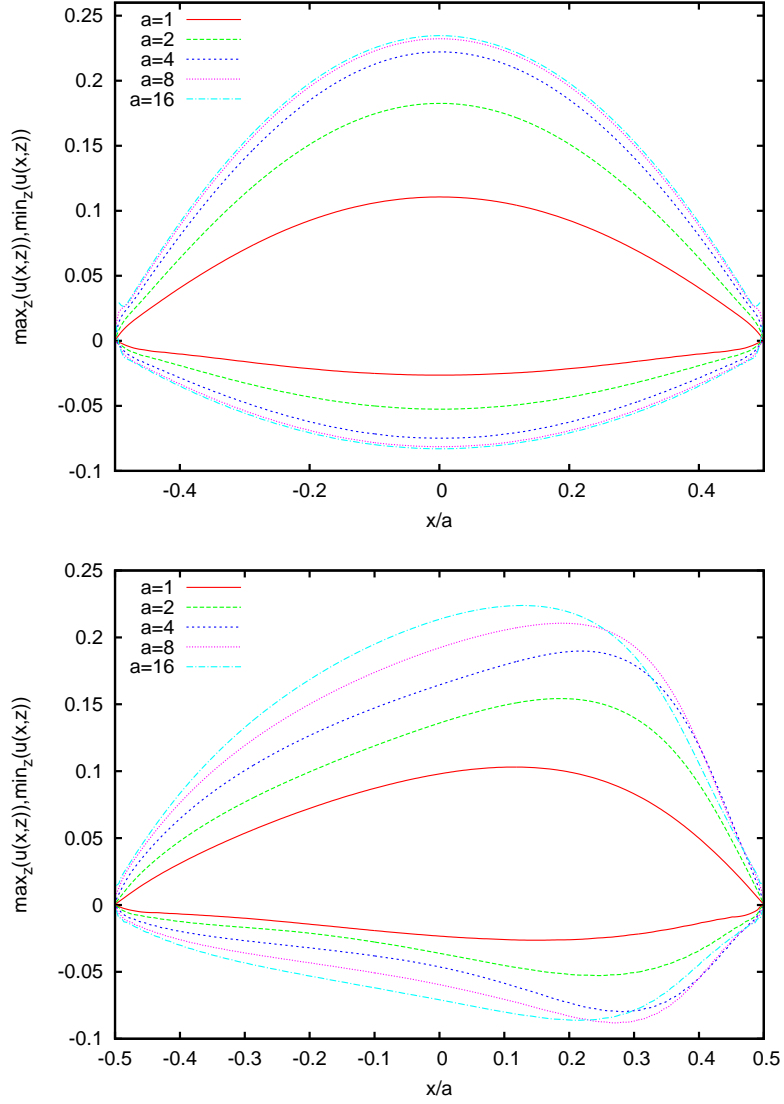 0.25
0.2
0.15
0.1
0.05
0
-0.05
-0.1
max_z(u(x,z)),min_z(u(x,z))
a=1
a=2
a=4
a=8
a=16
-0.4 -0.2 0 0.2 0.4
x/a
0.25
0.2
0.15
0.1
0.05
0
-0.05
-0.1
max_z(u(x,z)),min_z(u(x,z))
a=1
a=2
a=4
a=8
a=16
-0.5 -0.4 -0.3 -0.2 -0.1 0 0.1 0.2 0.3 0.4 0.5
x/a